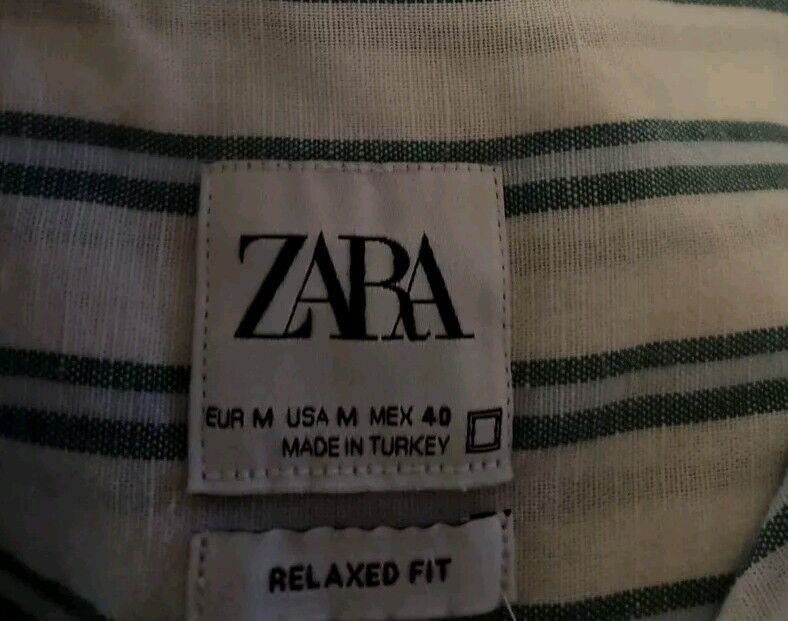 ZARA
EUR M USA M MEX 40
MADE IN TURKEY
RELAXED FIT